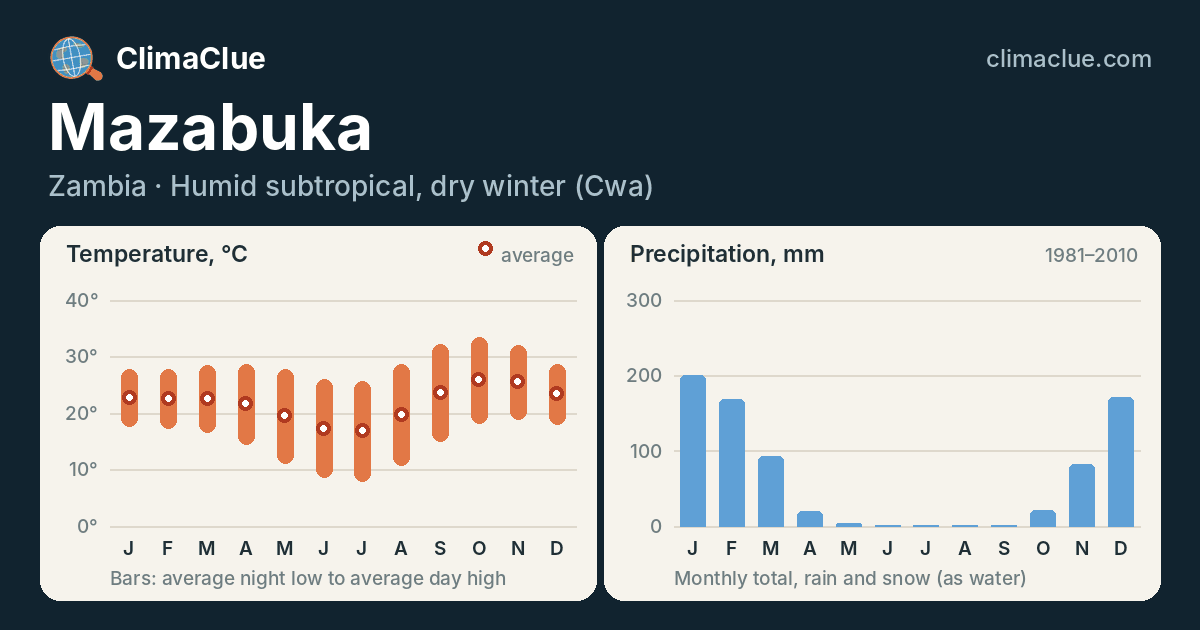 ClimaClue
climaclue.com
Mazabuka
Zambia · Humid subtropical, dry winter (Cwa)
Temperature, °C
average
40°
30°
20°
10°
0°
J F M A M J J A S O N D
Bars: average night low to average day high
Precipitation, mm
1981–2010
300
200
100
0
J F M A M J J A S O N D
Monthly total, rain and snow (as water)